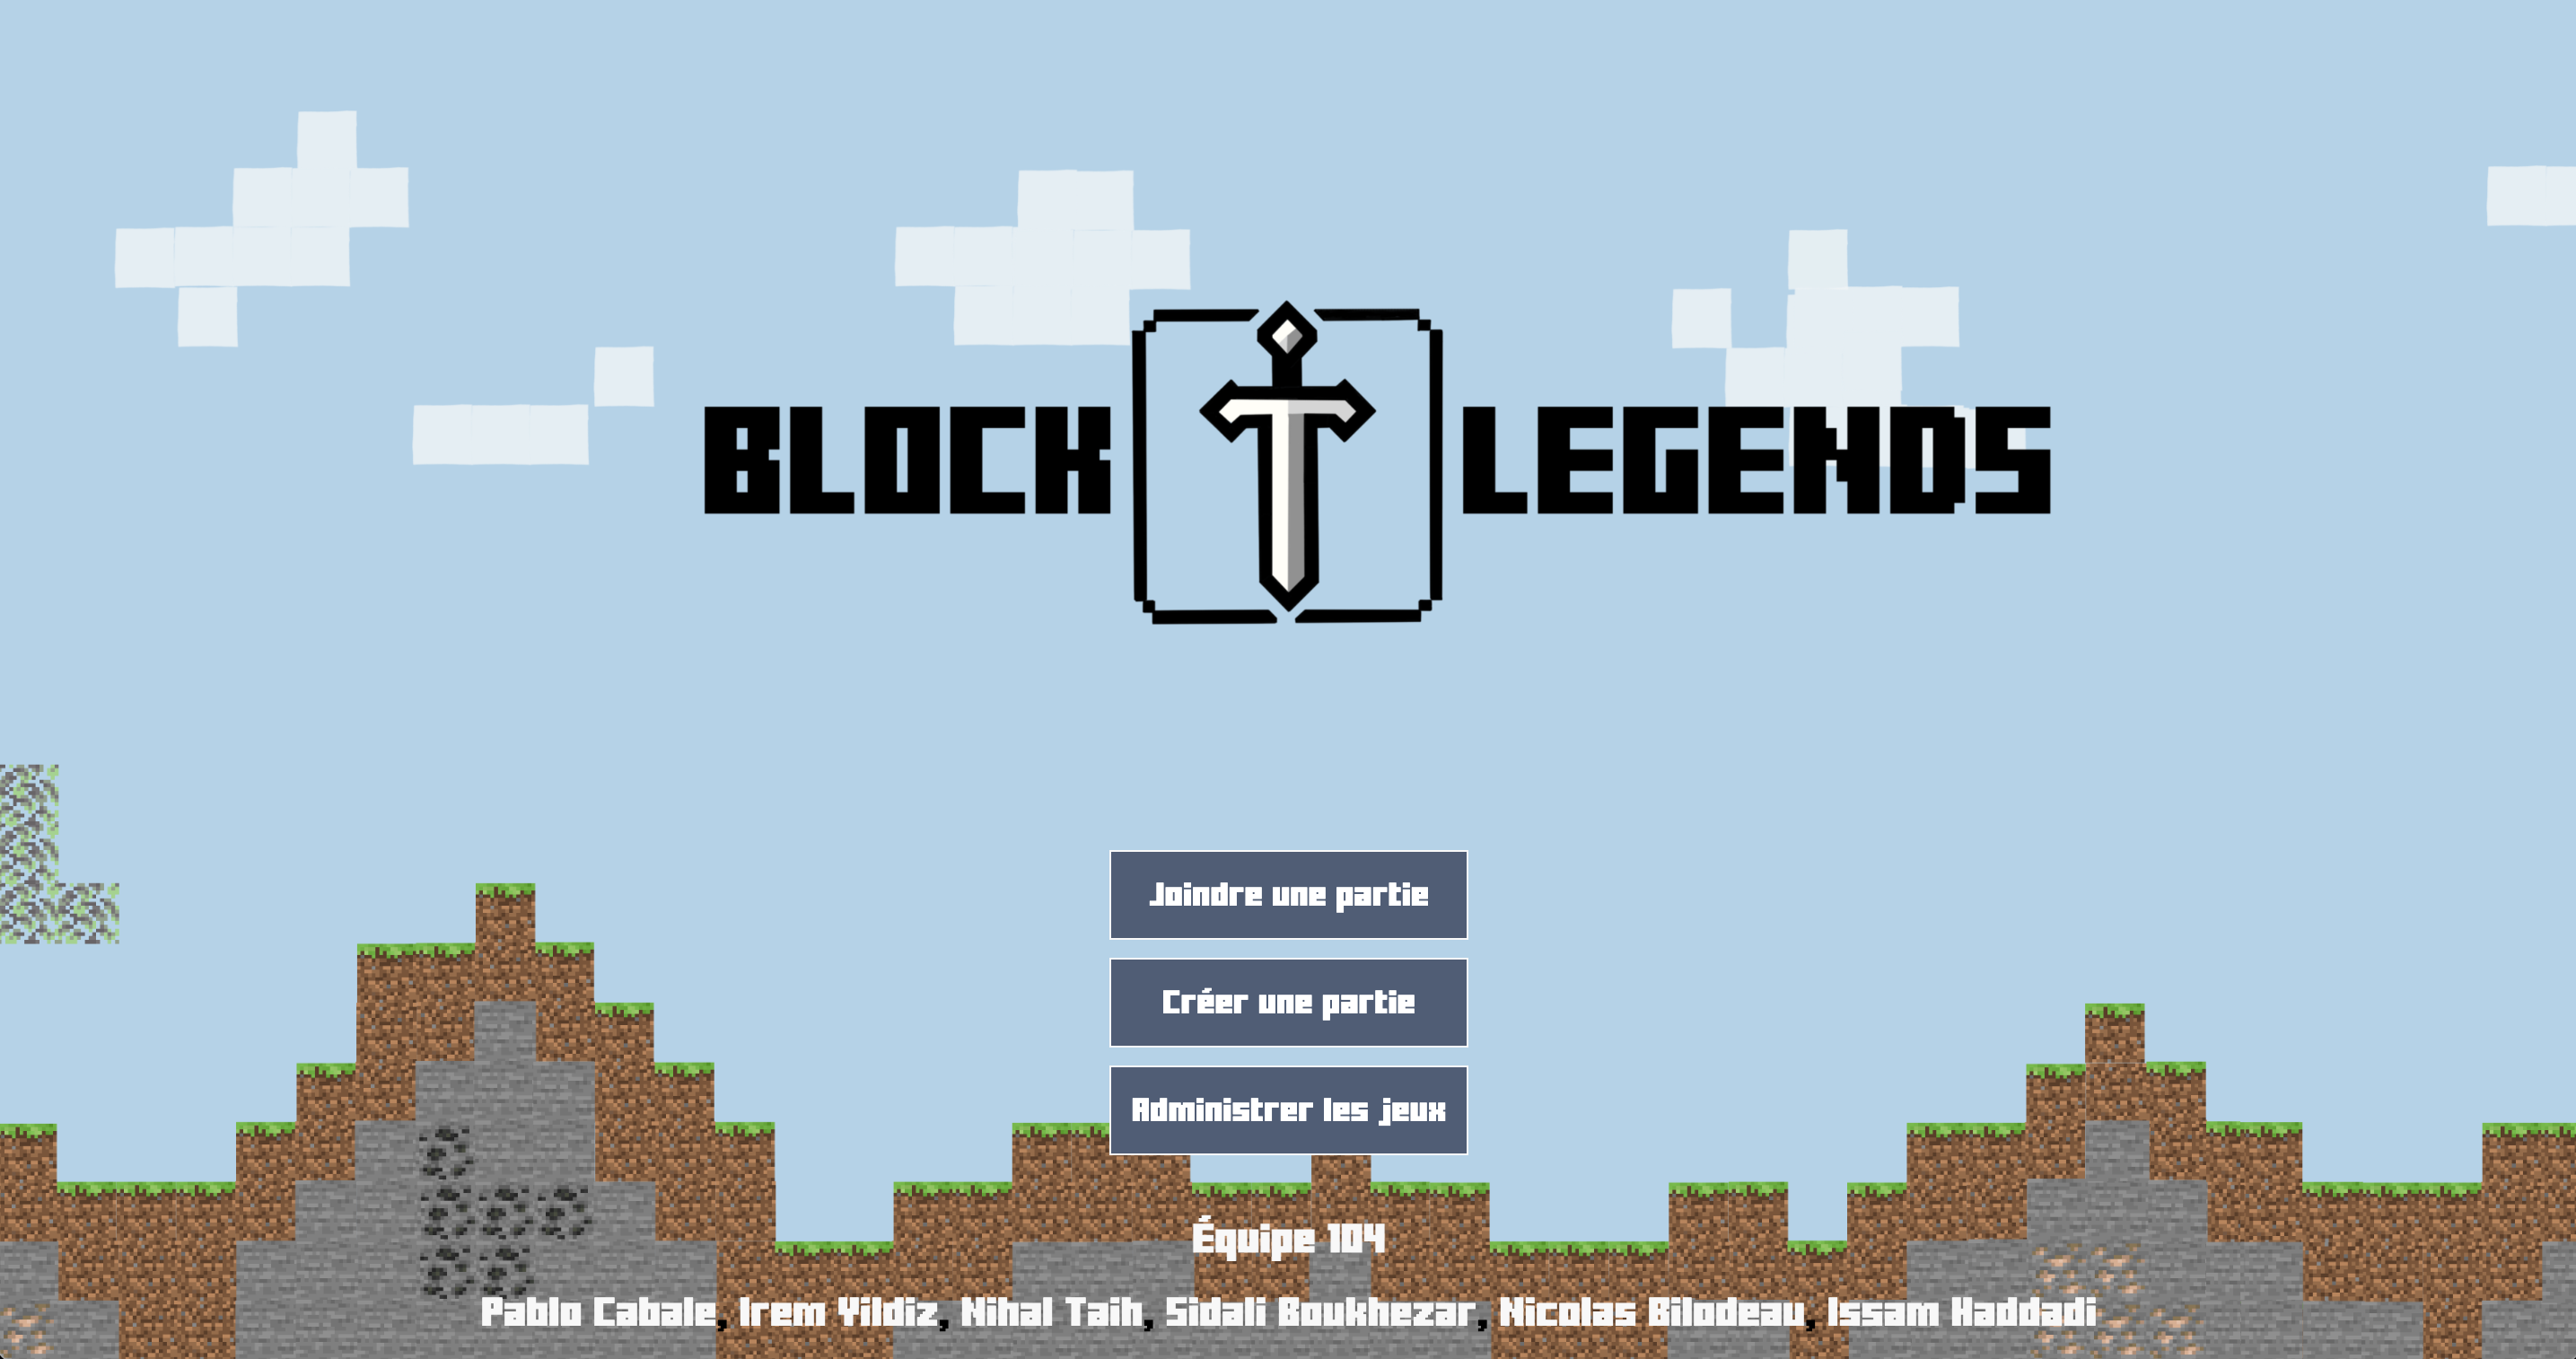 BLOCK LEGENDS
Joindre une partie
Créer une partie
Administrer les jeux
Équipe 104
Pablo Cabale, Irem Yildiz, Nihal Taih, Sidali Boukhezar, Nicolas Bilodeau, Issam Haddadi